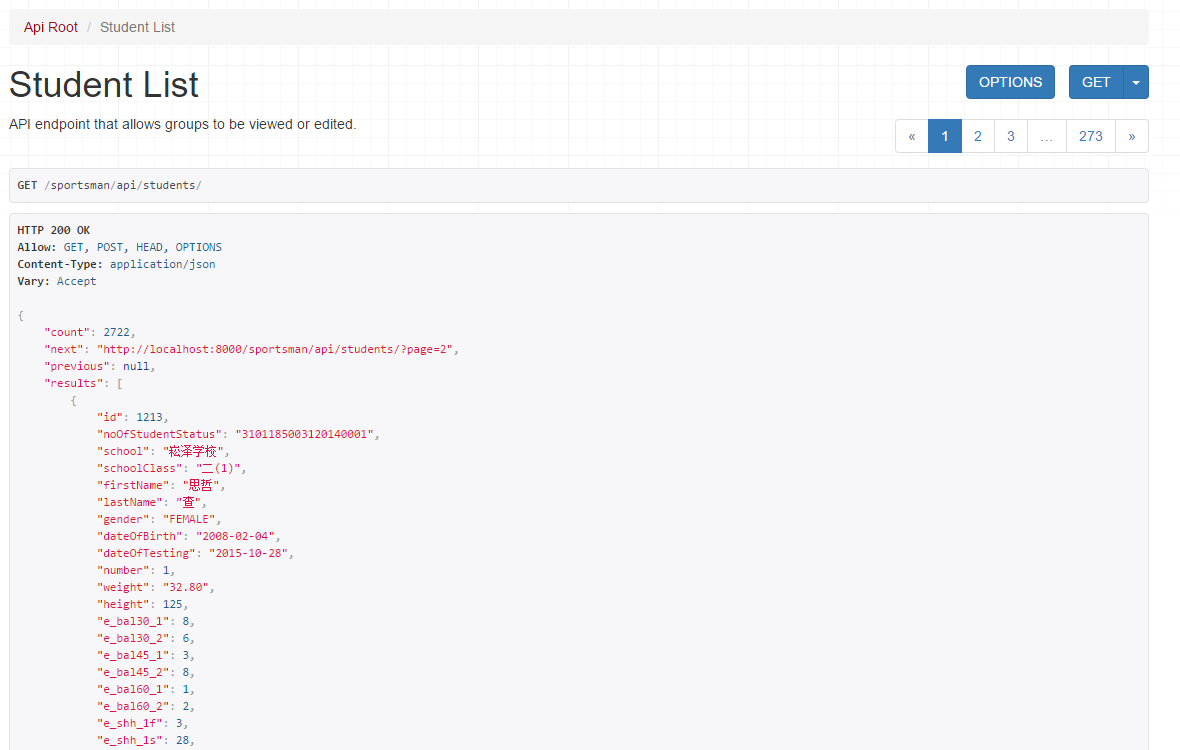 Api Root / Student List
Student List
OPTIONS GET
API endpoint that allows groups to be viewed or edited.
« 1 2 3 … 273 »
GET /sportsman/api/students/
HTTP 200 OK
Allow: GET, POST, HEAD, OPTIONS
Content-Type: application/json
Vary: Accept
{
"count": 2722,
"next": "http://localhost:8000/sportsman/api/students/?page=2",
"previous": null,
"results": [
{
"id": 1213,
"noOfStudentStatus": "3101185003120140001",
"school": "崧泽学校",
"schoolClass": "二(1)",
"firstName": "思哲",
"lastName": "查",
"gender": "FEMALE",
"dateOfBirth": "2008-02-04",
"dateOfTesting": "2015-10-28",
"number": 1,
"weight": "32.80",
"height": 125,
"e_bal30_1": 8,
"e_bal30_2": 6,
"e_bal45_1": 3,
"e_bal45_2": 8,
"e_bal60_1": 1,
"e_bal60_2": 2,
"e_shh_1f": 3,
"e_shh_1s": 28,